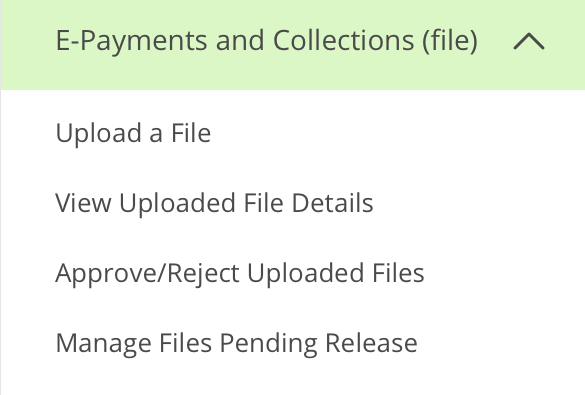 E-Payments and Collections (file)
Upload a File
View Uploaded File Details
Approve/Reject Uploaded Files
Manage Files Pending Release